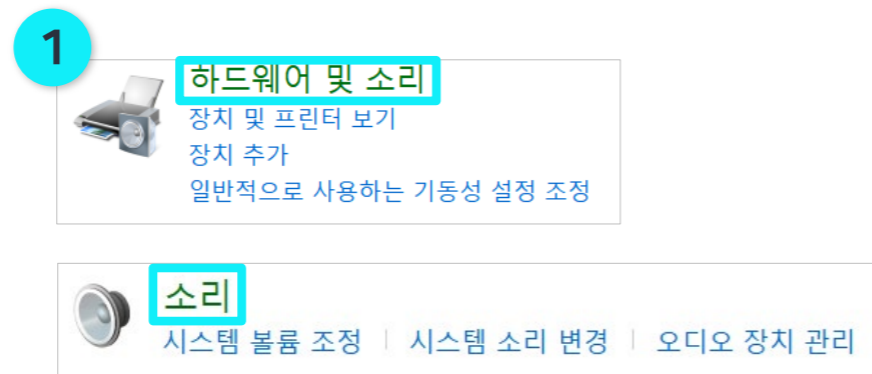 1
하드웨어 및 소리
장치 및 프린터 보기
장치 추가
일반적으로 사용하는 기동성 설정 조정
소리
시스템 볼륨 조정 | 시스템 소리 변경 | 오디오 장치 관리